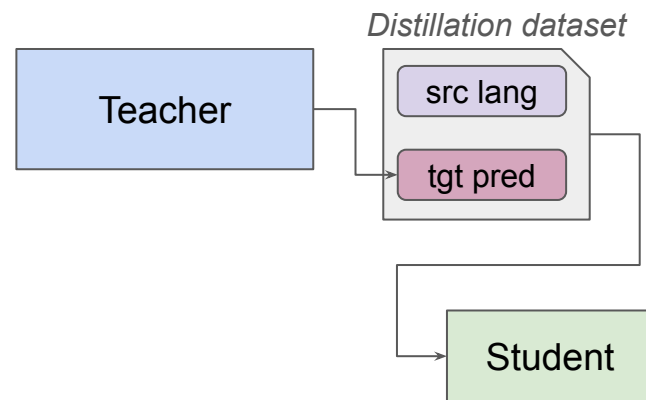 Distillation dataset
Teacher
src lang
tgt pred
Student